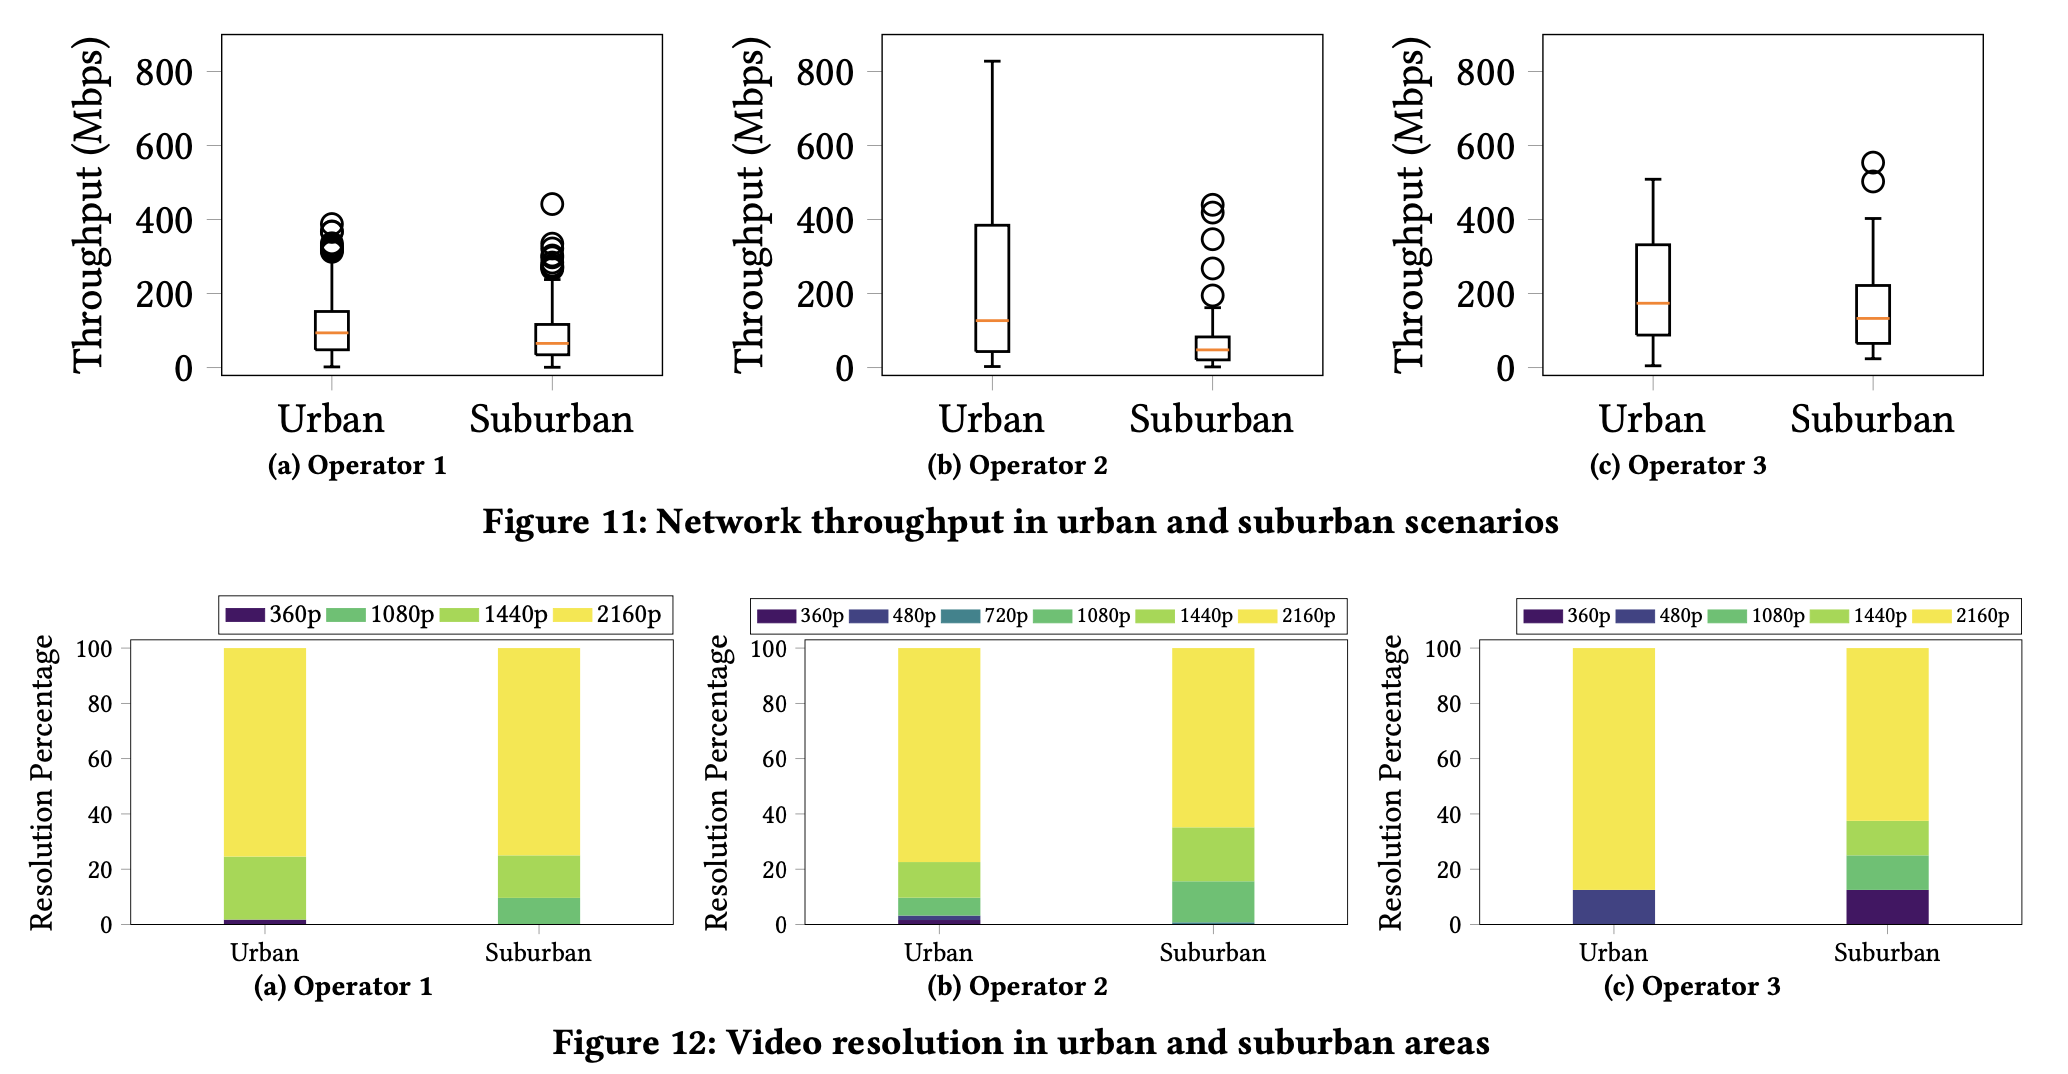 Throughput (Mbps)
800
600
400
200
0
Urban Suburban
(a) Operator 1
Throughput (Mbps)
800
600
400
200
0
Urban Suburban
(b) Operator 2
Throughput (Mbps)
800
600
400
200
0
Urban Suburban
(c) Operator 3
Figure 11: Network throughput in urban and suburban scenarios
360p 1080p 1440p 2160p
Resolution Percentage
100
80
60
40
20
0
Urban Suburban
(a) Operator 1
360p 480p 720p 1080p 1440p 2160p
Resolution Percentage
100
80
60
40
20
0
Urban Suburban
(b) Operator 2
360p 480p 1080p 1440p 2160p
Resolution Percentage
100
80
60
40
20
0
Urban Suburban
(c) Operator 3
Figure 12: Video resolution in urban and suburban areas